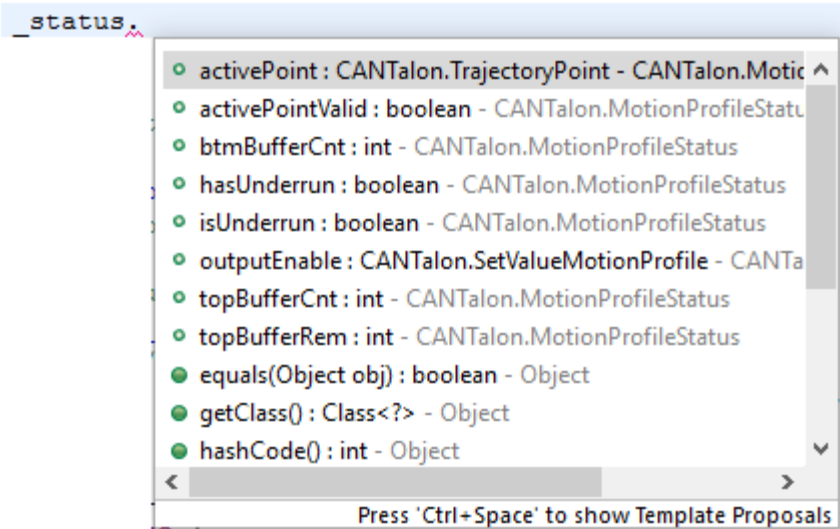 _status.
activePoint : CANTalon.TrajectoryPoint - CANTalon.Motic
activePointValid : boolean - CANTalon.MotionProfileStatu
btmBufferCnt : int - CANTalon.MotionProfileStatus
hasUnderrun : boolean - CANTalon.MotionProfileStatus
isUnderrun : boolean - CANTalon.MotionProfileStatus
outputEnable : CANTalon.SetValueMotionProfile - CANTa
topBufferCnt : int - CANTalon.MotionProfileStatus
topBufferRem : int - CANTalon.MotionProfileStatus
equals(Object obj) : boolean - Object
getClass() : Class<?> - Object
hashCode() : int - Object
Press 'Ctrl+Space' to show Template Proposals